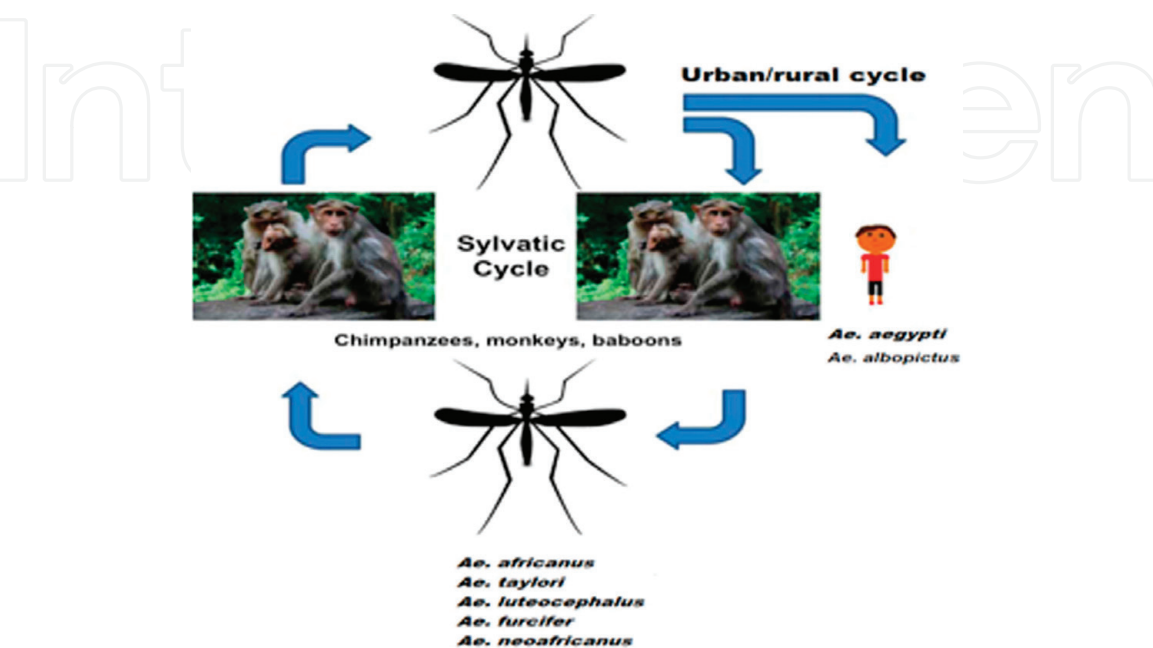 Urban/rural cycle
Sylvatic
Cycle
Chimpanzees, monkeys, baboons
Ae. aegypti
Ae. albopictus
Ae. africanus
Ae. taylori
Ae. luteocephalus
Ae. furcifer
Ae. neoafricanus